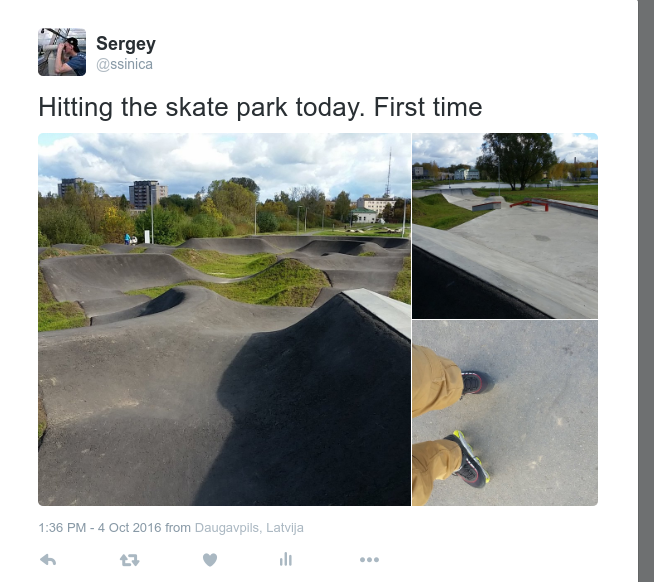 Sergey
@ssinica
Hitting the skate park today. First time
1:36 PM - 4 Oct 2016 from Daugavpils, Latvija